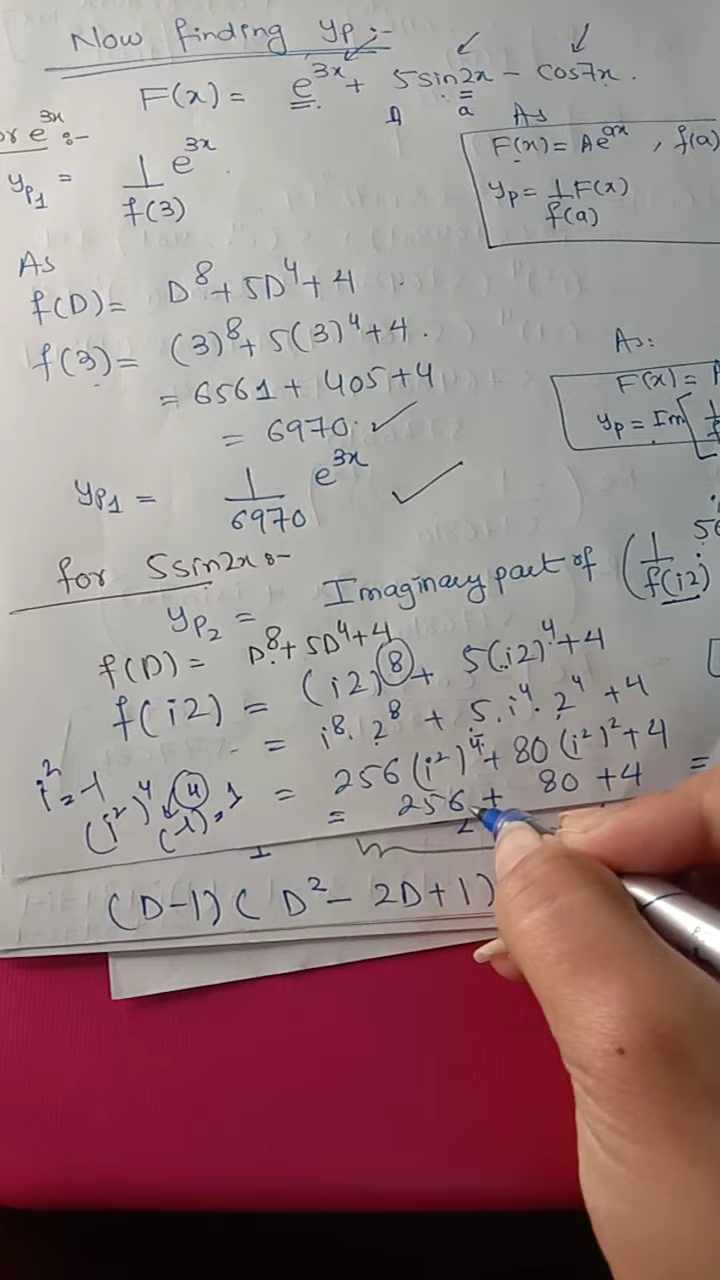 Now finding yp :-
F(x) = e^3x + 5sin2x - cos7x .
a
or e^3x :-
yp1 = 1/f(3) e^3x
As
F(x) = Ae^ax , f(a)
yp = 1/f(a) F(x)
As
f(D) = D^8 + 5D^4 + 4
f(3) = (3)^8 + 5(3)^4 + 4 .
= 6561 + 405 + 4
= 6970 . ✓
As:
F(x) =
yp = Im[
yp1 = 1/6970 e^3x ✓
for 5sin2x :-
yp2 = Imaginary part of ( 1/f(i2)
f(D) = D^8 + 5D^4 + 4
f(i2) = (i2)^8 + 5(i2)^4 + 4
= i^8 . 2^8 + 5 . i^4 . 2^4 + 4
= 256 (i^2)^4 + 80 (i^2)^2 + 4
= 256 + 80 + 4 =
i^2 = -1
(i^2)^4
(-1)^4 = 1
(D-1) ( D^2 - 2D + 1)